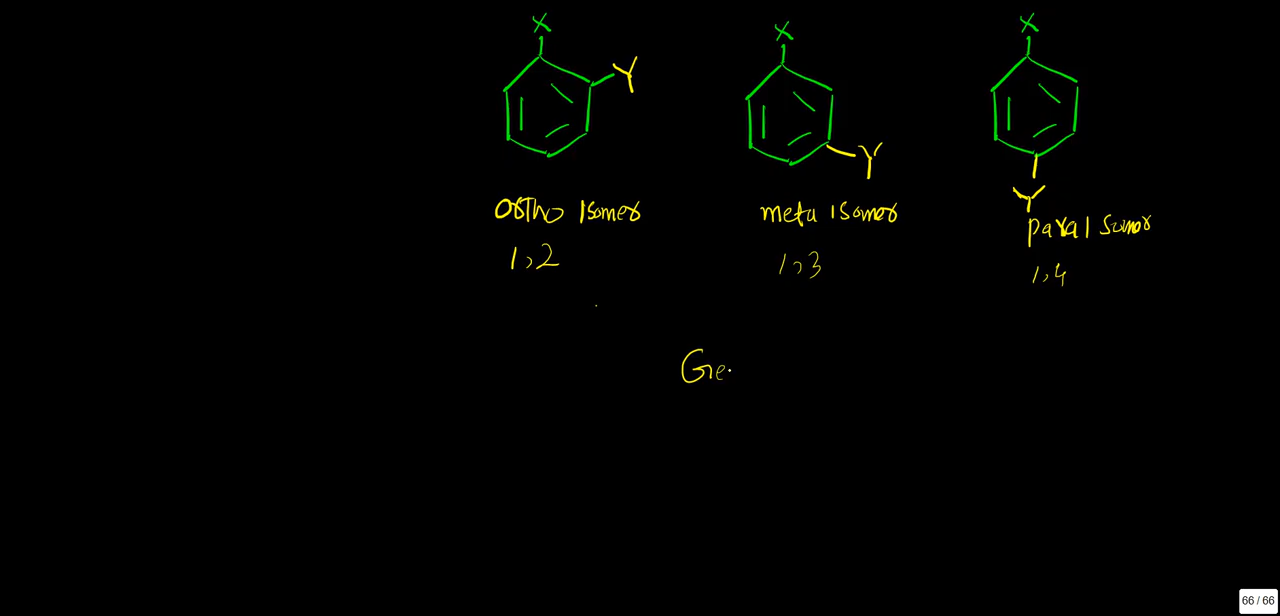 X X X
Y
Y
Y
ortho isomer meta isomer para isomer
1,2 1,3 1,4
Ge
66 / 66